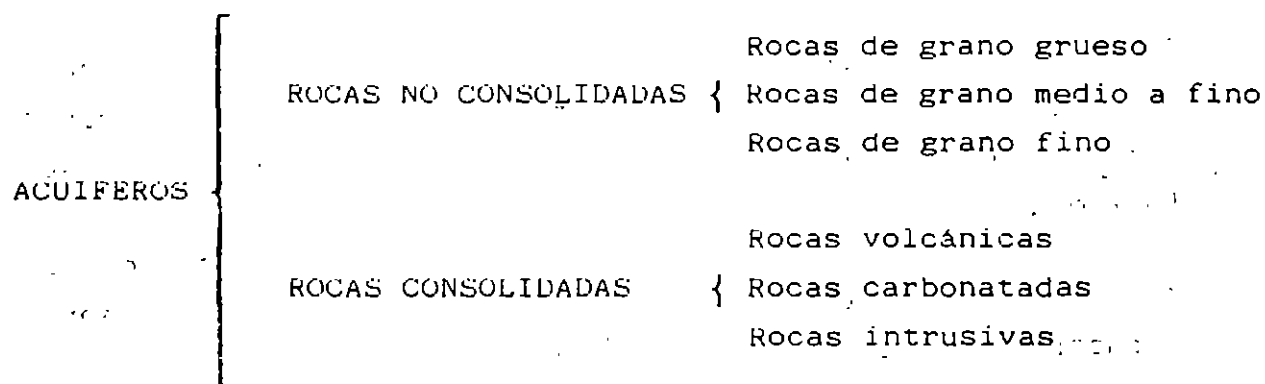 Rocas de grano grueso
ROCAS NO CONSOLIDADAS { Rocas de grano medio a fino
Rocas de grano fino
ACUIFEROS {
Rocas volcánicas
ROCAS CONSOLIDADAS { Rocas carbonatadas
Rocas intrusivas